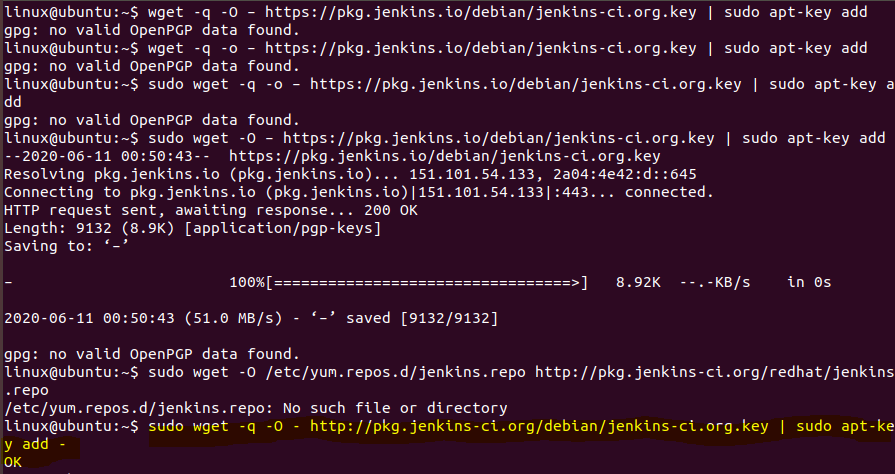 linux@ubuntu:~$ wget -q -O – https://pkg.jenkins.io/debian/jenkins-ci.org.key | sudo apt-key add
gpg: no valid OpenPGP data found.
linux@ubuntu:~$ wget -q -o – https://pkg.jenkins.io/debian/jenkins-ci.org.key | sudo apt-key add
gpg: no valid OpenPGP data found.
linux@ubuntu:~$ sudo wget -q -o – https://pkg.jenkins.io/debian/jenkins-ci.org.key | sudo apt-key a
dd
gpg: no valid OpenPGP data found.
linux@ubuntu:~$ sudo wget -O – https://pkg.jenkins.io/debian/jenkins-ci.org.key | sudo apt-key add
--2020-06-11 00:50:43--  https://pkg.jenkins.io/debian/jenkins-ci.org.key
Resolving pkg.jenkins.io (pkg.jenkins.io)... 151.101.54.133, 2a04:4e42:d::645
Connecting to pkg.jenkins.io (pkg.jenkins.io)|151.101.54.133|:443... connected.
HTTP request sent, awaiting response... 200 OK
Length: 9132 (8.9K) [application/pgp-keys]
Saving to: ‘–’
– 100%[=================================>] 8.92K --.-KB/s in 0s
2020-06-11 00:50:43 (51.0 MB/s) - ‘–’ saved [9132/9132]
gpg: no valid OpenPGP data found.
linux@ubuntu:~$ sudo wget -O /etc/yum.repos.d/jenkins.repo http://pkg.jenkins-ci.org/redhat/jenkins
.repo
/etc/yum.repos.d/jenkins.repo: No such file or directory
linux@ubuntu:~$ sudo wget -q -O - http://pkg.jenkins-ci.org/debian/jenkins-ci.org.key | sudo apt-ke
y add -
OK